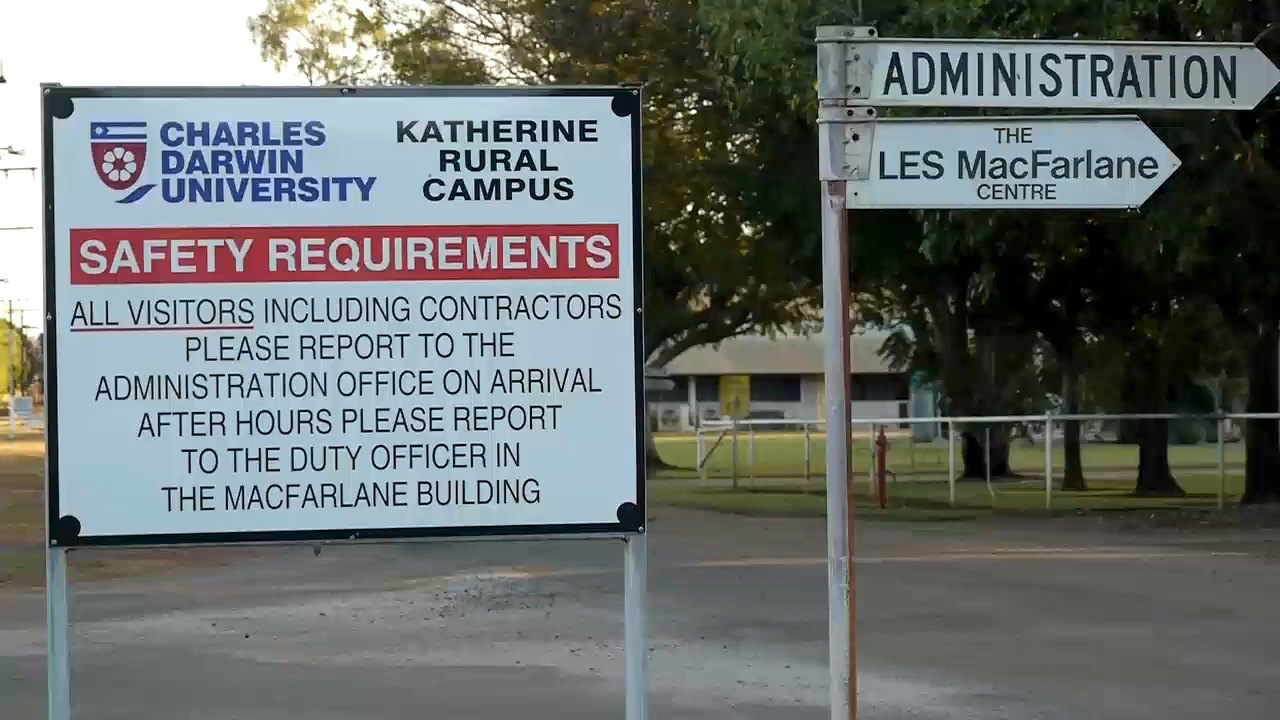 CHARLES
DARWIN
UNIVERSITY
KATHERINE
RURAL
CAMPUS
SAFETY REQUIREMENTS
ALL VISITORS INCLUDING CONTRACTORS
PLEASE REPORT TO THE
ADMINISTRATION OFFICE ON ARRIVAL
AFTER HOURS PLEASE REPORT
TO THE DUTY OFFICER IN
THE MACFARLANE BUILDING
ADMINISTRATION
THE
LES MacFarlane
CENTRE